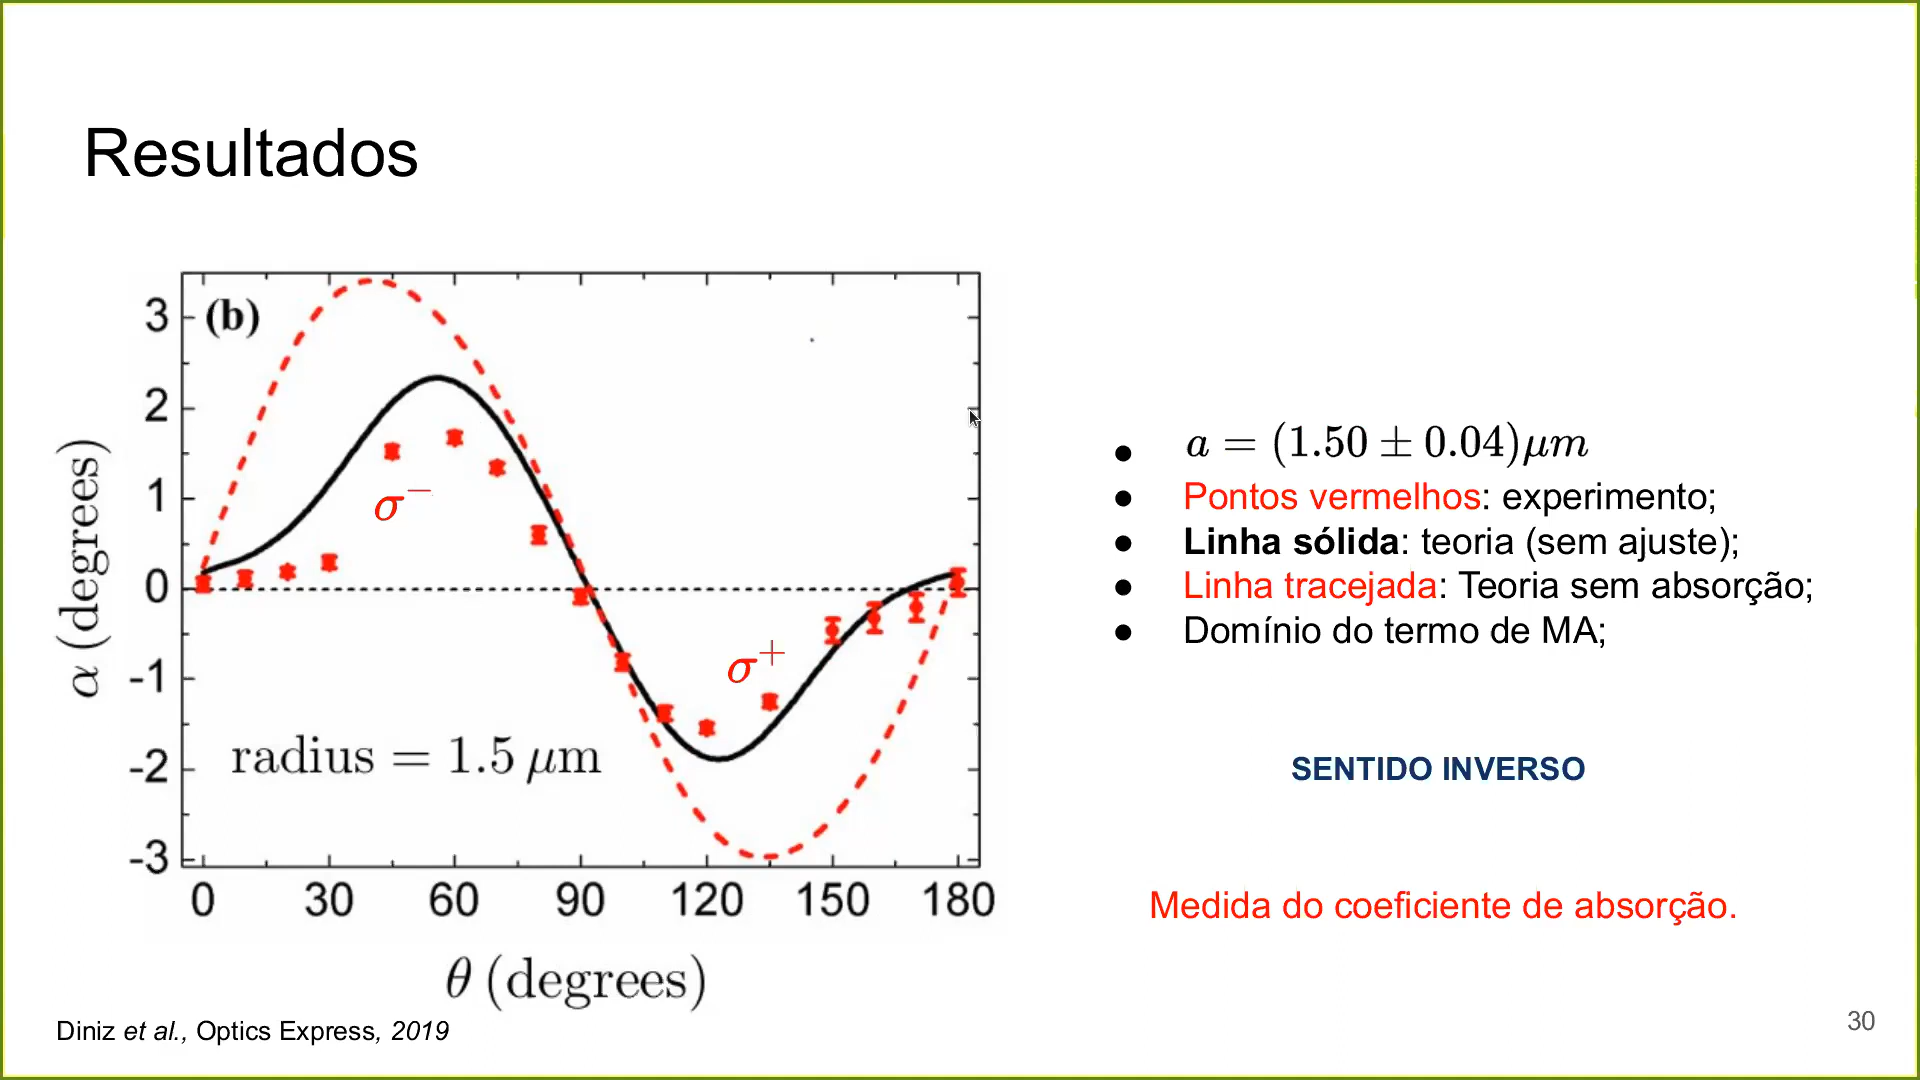 Resultados
(b)
3
2
1
0
-1
-2
-3
α (degrees)
σ⁻
σ⁺
radius = 1.5 μm
0 30 60 90 120 150 180
θ (degrees)
● a = (1.50 ± 0.04)μm
● Pontos vermelhos: experimento;
● Linha sólida: teoria (sem ajuste);
● Linha tracejada: Teoria sem absorção;
● Domínio do termo de MA;
SENTIDO INVERSO
Medida do coeficiente de absorção.
Diniz et al., Optics Express, 2019
30